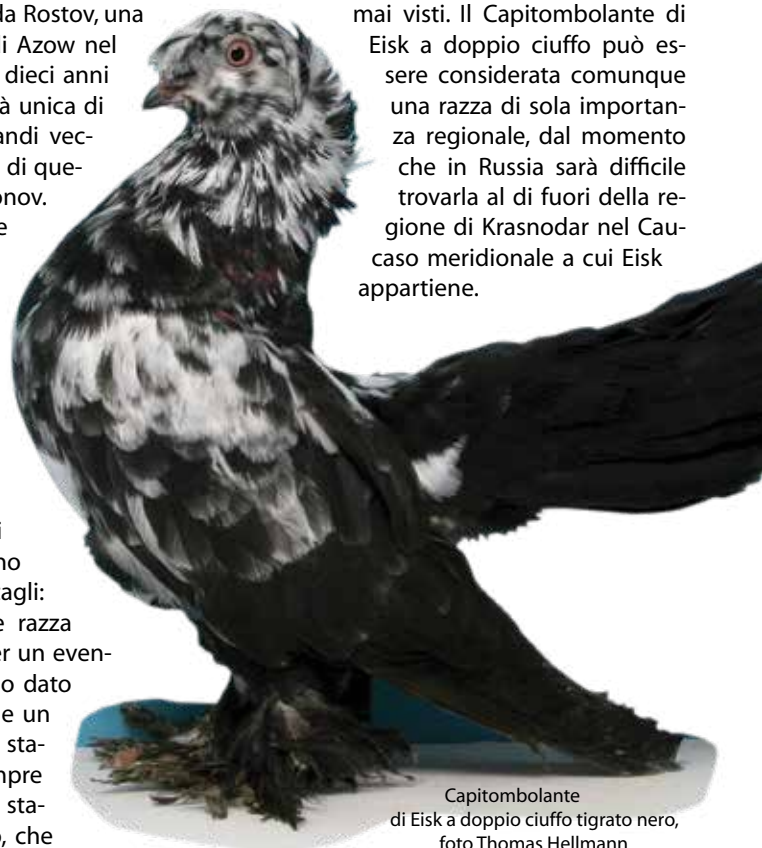 da Rostov, una
di Azow nel
dieci anni
à unica di
andi vec-
di que-
onov.
e
i
no
tagli:
e razza
er un even-
o dato
e un
sta-
mpre
sta-
o, che
mai visti. Il Capitombolante di
Eisk a doppio ciuffo può es-
sere considerata comunque
una razza di sola importan-
za regionale, dal momento
che in Russia sarà difficile
trovarla al di fuori della re-
gione di Krasnodar nel Cau-
caso meridionale a cui Eisk
appartiene.
Capitombolante
di Eisk a doppio ciuffo tigrato nero,
foto Thomas Hellmann